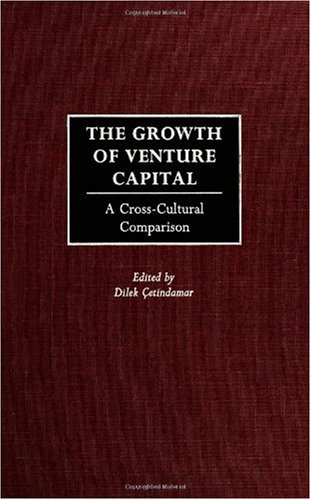 THE GROWTH
OF VENTURE
CAPITAL
A Cross-Cultural
Comparison
Edited by
Dilek Çetindamar